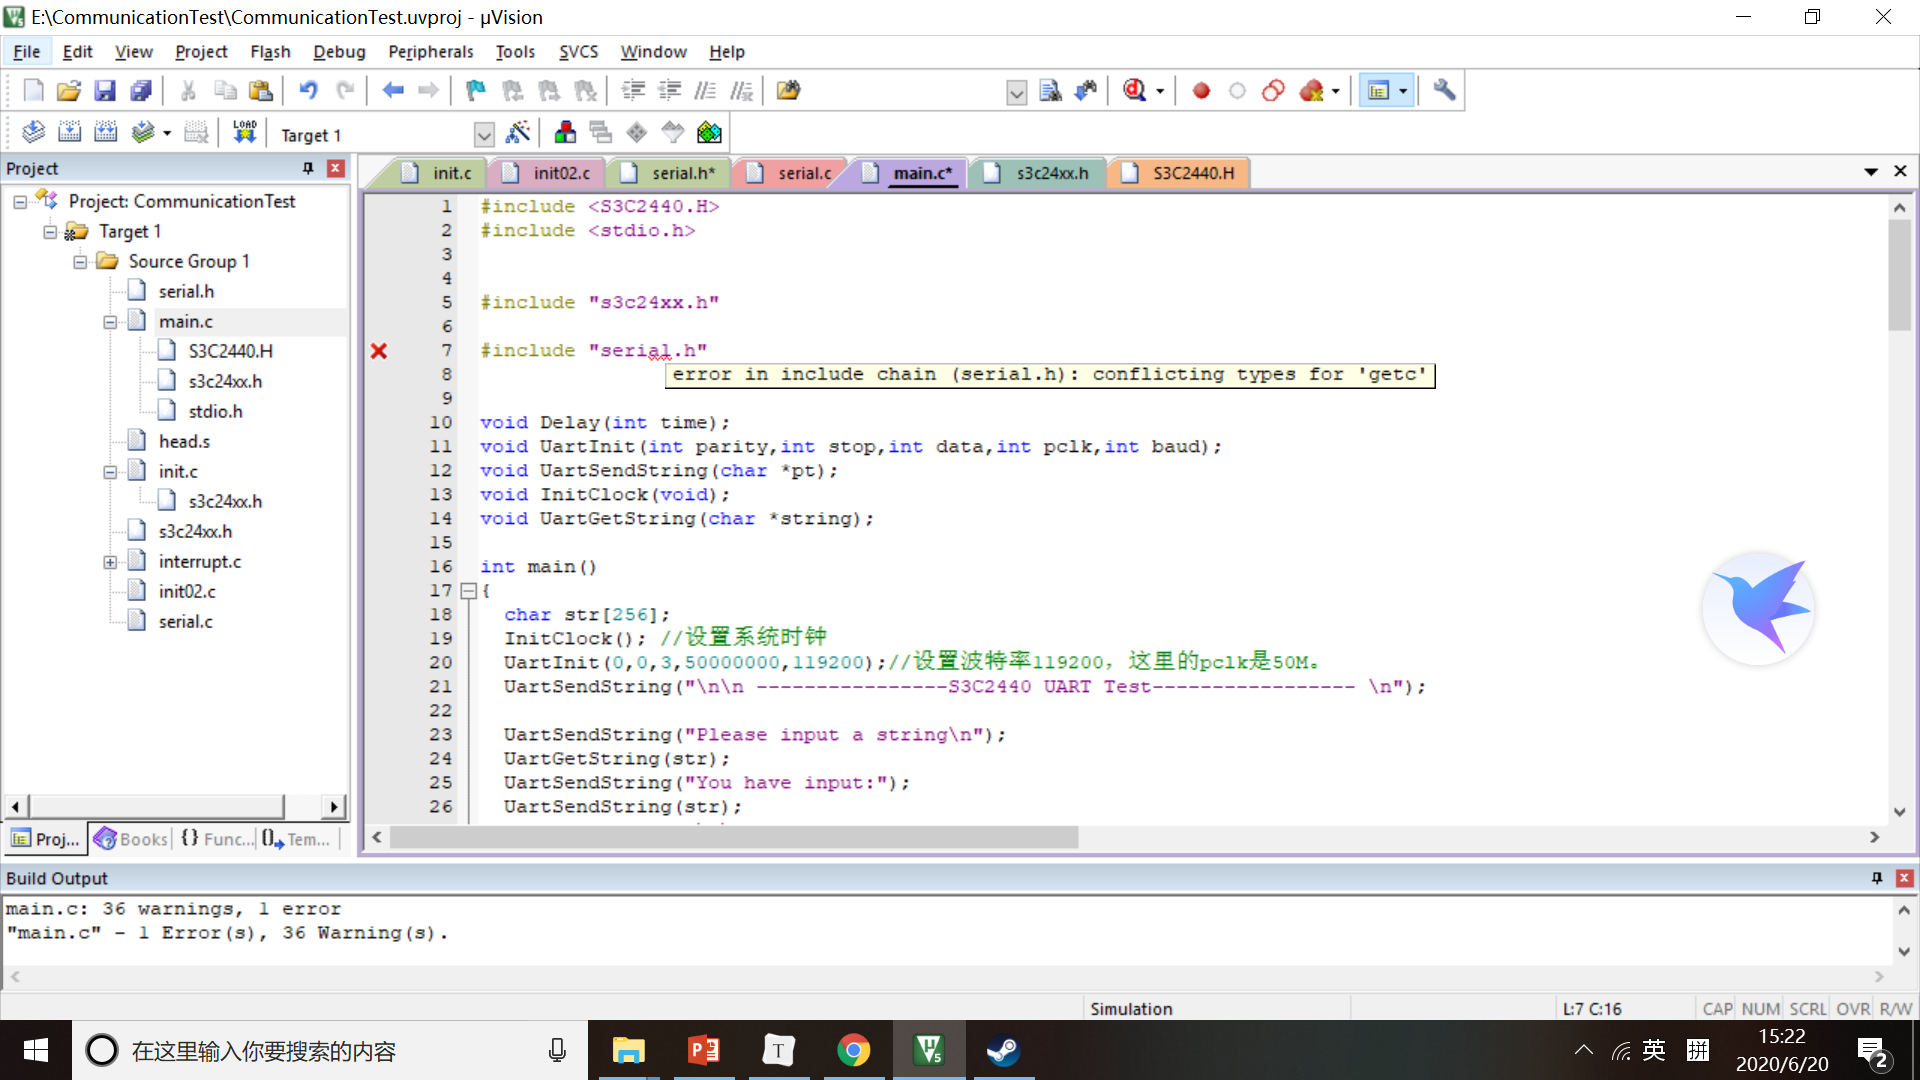 E:\CommunicationTest\CommunicationTest.uvproj - µVision
File Edit View Project Flash Debug Peripherals Tools SVCS Window Help
LOAD Target 1
Project
init.c init02.c serial.h* serial.c main.c* s3c24xx.h S3C2440.H
Project: CommunicationTest
Target 1
Source Group 1
serial.h
main.c
S3C2440.H
s3c24xx.h
stdio.h
head.s
init.c
s3c24xx.h
s3c24xx.h
interrupt.c
init02.c
serial.c
Proj... Books {} Func... Tem...
1 #include <S3C2440.H>
2 #include <stdio.h>
3
4
5 #include "s3c24xx.h"
6
7 #include "serial.h"
8 error in include chain (serial.h): conflicting types for 'getc'
9
10 void Delay(int time);
11 void UartInit(int parity,int stop,int data,int pclk,int baud);
12 void UartSendString(char *pt);
13 void InitClock(void);
14 void UartGetString(char *string);
15
16 int main()
17 {
18 char str[256];
19 InitClock(); //设置系统时钟
20 UartInit(0,0,3,50000000,119200);//设置波特率119200，这里的pclk是50M。
21 UartSendString("\n\n ----------------S3C2440 UART Test----------------- \n");
22
23 UartSendString("Please input a string\n");
24 UartGetString(str);
25 UartSendString("You have input:");
26 UartSendString(str);
Build Output
main.c: 36 warnings, 1 error
"main.c" - 1 Error(s), 36 Warning(s).
Simulation L:7 C:16 CAP NUM SCRL OVR R/W
在这里输入你要搜索的内容
英 拼
15:22
2020/6/20
2